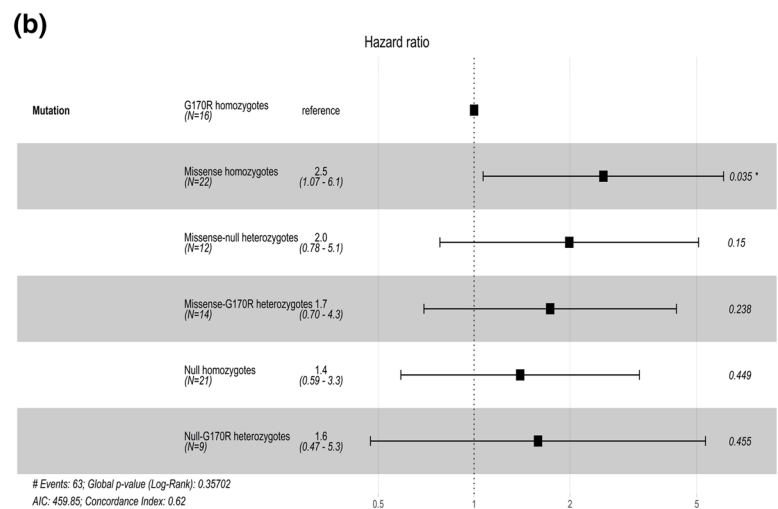 (b)
Hazard ratio
Mutation G170R homozygotes reference
(N=16)
Missense homozygotes 2.5
(N=22) (1.07 - 6.1) 0.035 *
Missense-null heterozygotes 2.0
(N=12) (0.78 - 5.1) 0.15
Missense-G170R heterozygotes 1.7
(N=14) (0.70 - 4.3) 0.238
Null homozygotes 1.4
(N=21) (0.59 - 3.3) 0.449
Null-G170R heterozygotes 1.6
(N=9) (0.47 - 5.3) 0.455
# Events: 63; Global p-value (Log-Rank): 0.35702
AIC: 459.85; Concordance Index: 0.62
0.5 1 2 5